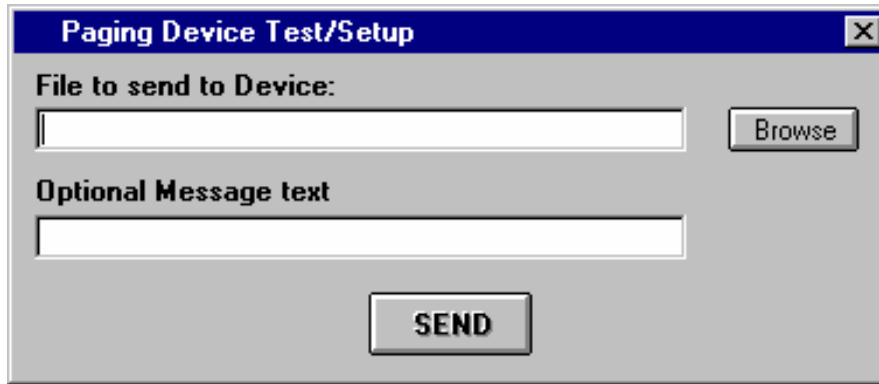 Paging Device Test/Setup
File to send to Device:
Browse
Optional Message text
SEND